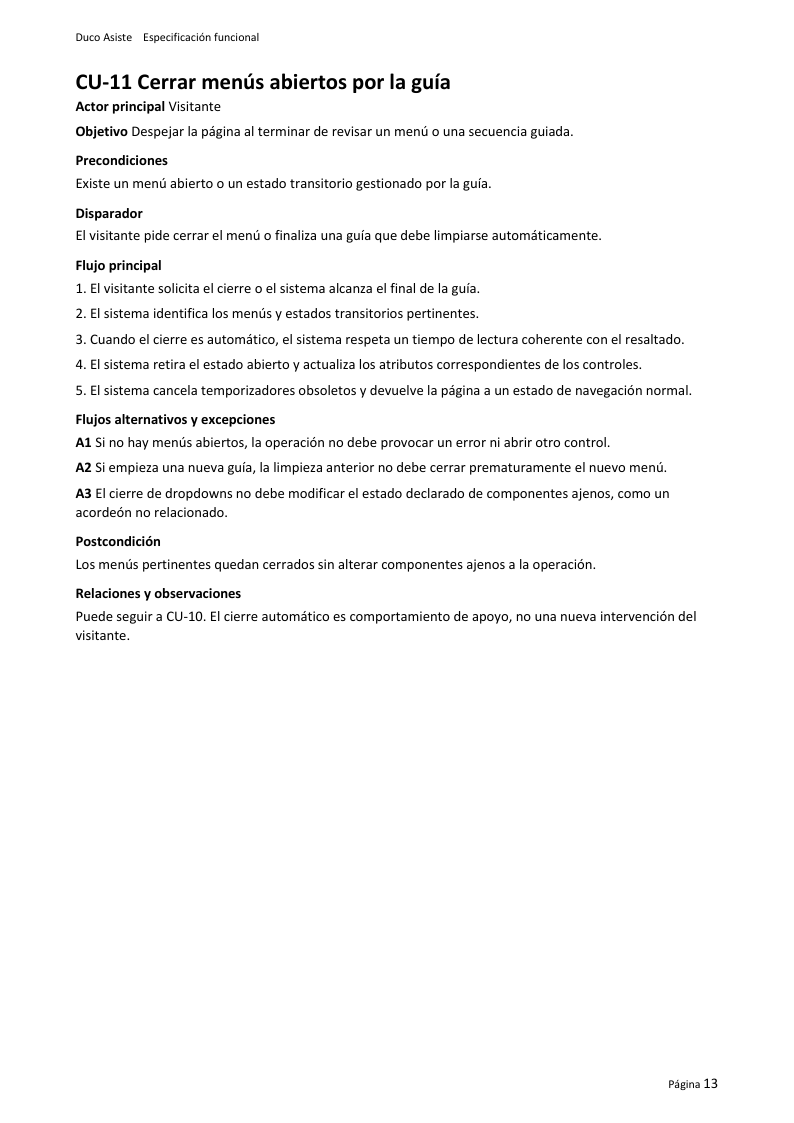 Duco Asiste Especificación funcional
CU-11 Cerrar menús abiertos por la guía
Actor principal Visitante
Objetivo Despejar la página al terminar de revisar un menú o una secuencia guiada.
Precondiciones
Existe un menú abierto o un estado transitorio gestionado por la guía.
Disparador
El visitante pide cerrar el menú o finaliza una guía que debe limpiarse automáticamente.
Flujo principal
1. El visitante solicita el cierre o el sistema alcanza el final de la guía.
2. El sistema identifica los menús y estados transitorios pertinentes.
3. Cuando el cierre es automático, el sistema respeta un tiempo de lectura coherente con el resaltado.
4. El sistema retira el estado abierto y actualiza los atributos correspondientes de los controles.
5. El sistema cancela temporizadores obsoletos y devuelve la página a un estado de navegación normal.
Flujos alternativos y excepciones
A1 Si no hay menús abiertos, la operación no debe provocar un error ni abrir otro control.
A2 Si empieza una nueva guía, la limpieza anterior no debe cerrar prematuramente el nuevo menú.
A3 El cierre de dropdowns no debe modificar el estado declarado de componentes ajenos, como un
acordeón no relacionado.
Postcondición
Los menús pertinentes quedan cerrados sin alterar componentes ajenos a la operación.
Relaciones y observaciones
Puede seguir a CU-10. El cierre automático es comportamiento de apoyo, no una nueva intervención del
visitante.
Página 13